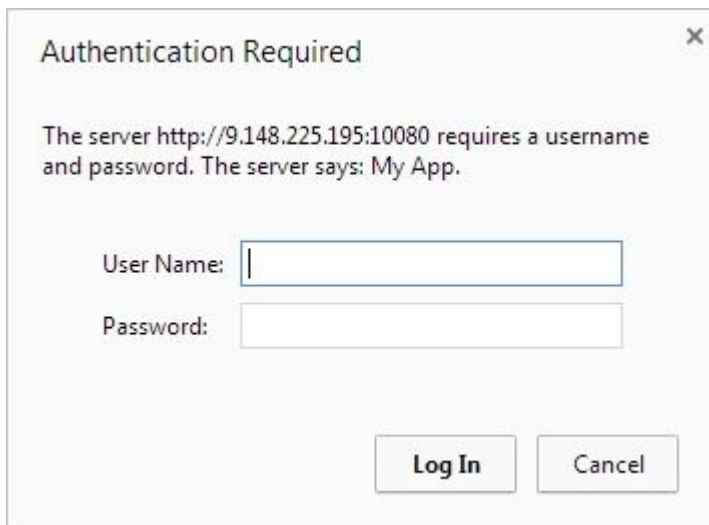 Authentication Required
The server http://9.148.225.195:10080 requires a username
and password. The server says: My App.
User Name:
Password:
Log In Cancel